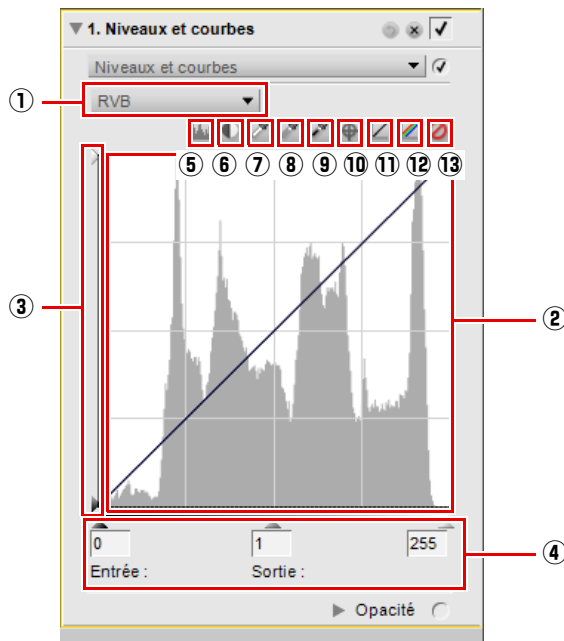 1. Niveaux et courbes
Niveaux et courbes
① RVB
⑤ ⑥ ⑦ ⑧ ⑨ ⑩ ⑪ ⑫ ⑬
③
②
0 1 255
④
Entrée : Sortie :
Opacité